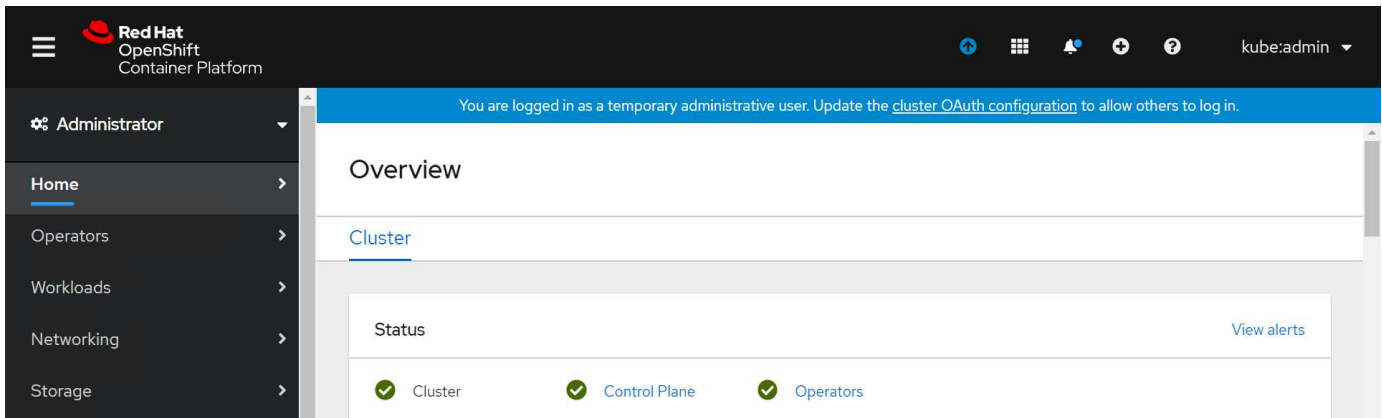 Red Hat
OpenShift
Container Platform
kube:admin
Administrator
You are logged in as a temporary administrative user. Update the cluster OAuth configuration to allow others to log in.
Home
Overview
Operators
Cluster
Workloads
Networking
Status
View alerts
Storage
Cluster
Control Plane
Operators